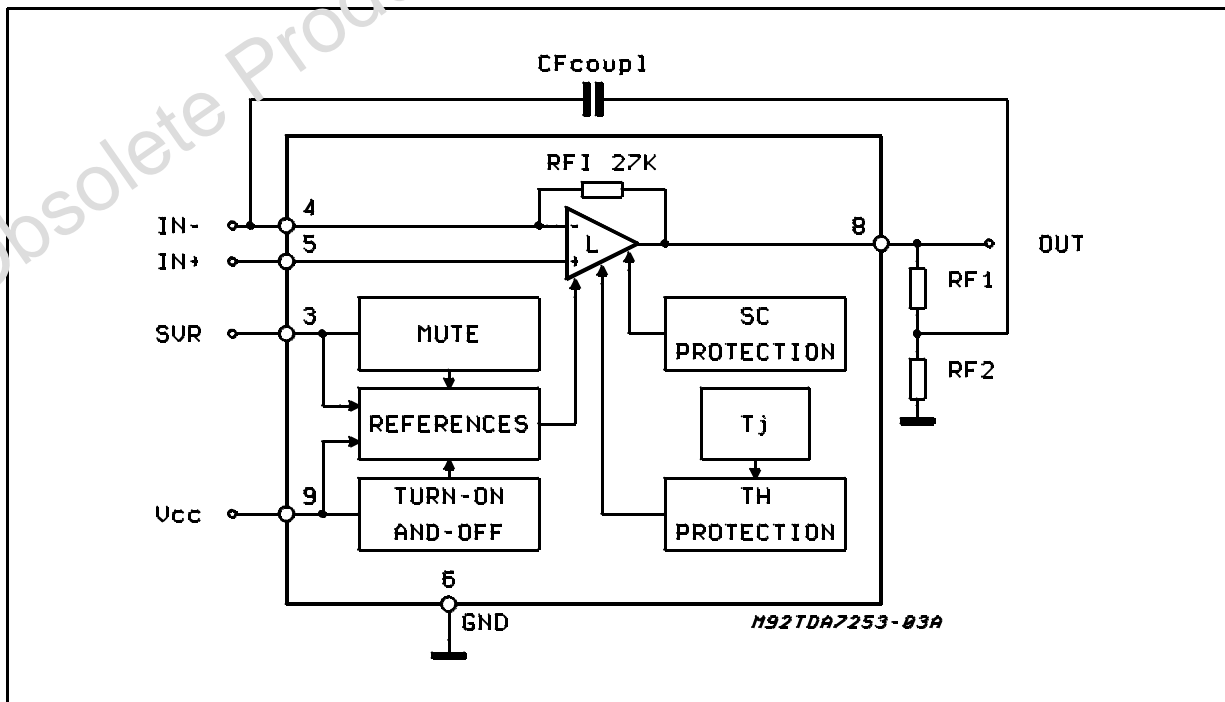 Obsolete Produc
CFcoupl
RFI 27K
4
IN-
5
IN+
-
L
+
8
OUT
RF1
3
SVR
MUTE
SC
PROTECTION
RF2
REFERENCES
Tj
9
Vcc
TURN-ON
AND-OFF
TH
PROTECTION
6
GND
M92TDA7253-03A